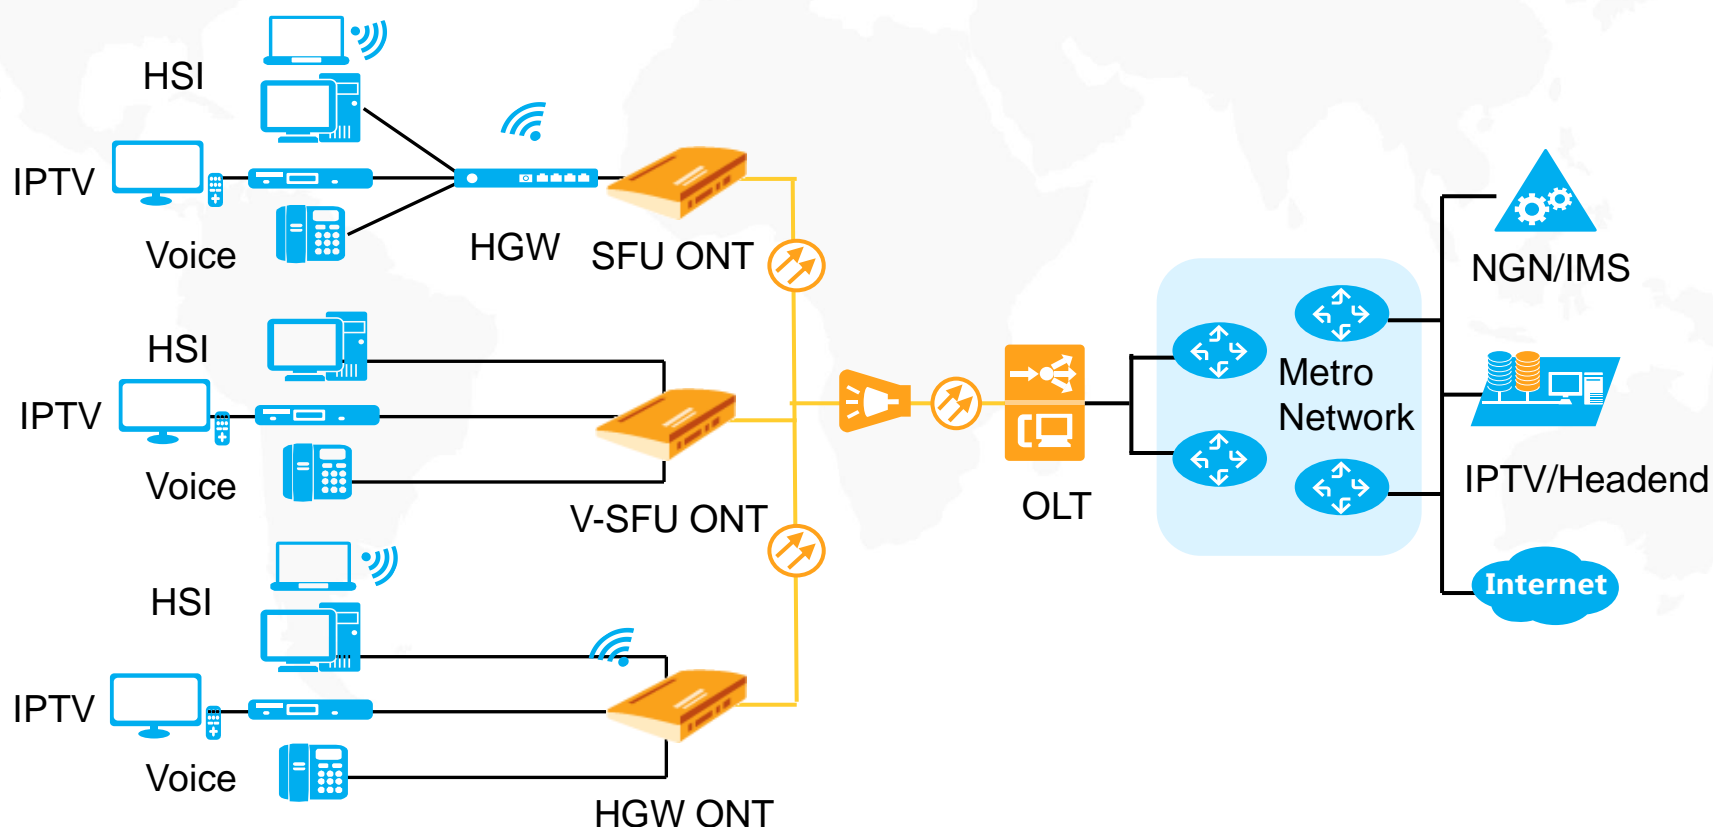 HSI
IPTV
Voice
HGW
SFU ONT
HSI
IPTV
Voice
V-SFU ONT
HSI
IPTV
Voice
HGW ONT
OLT
Metro
Network
NGN/IMS
IPTV/Headend
Internet